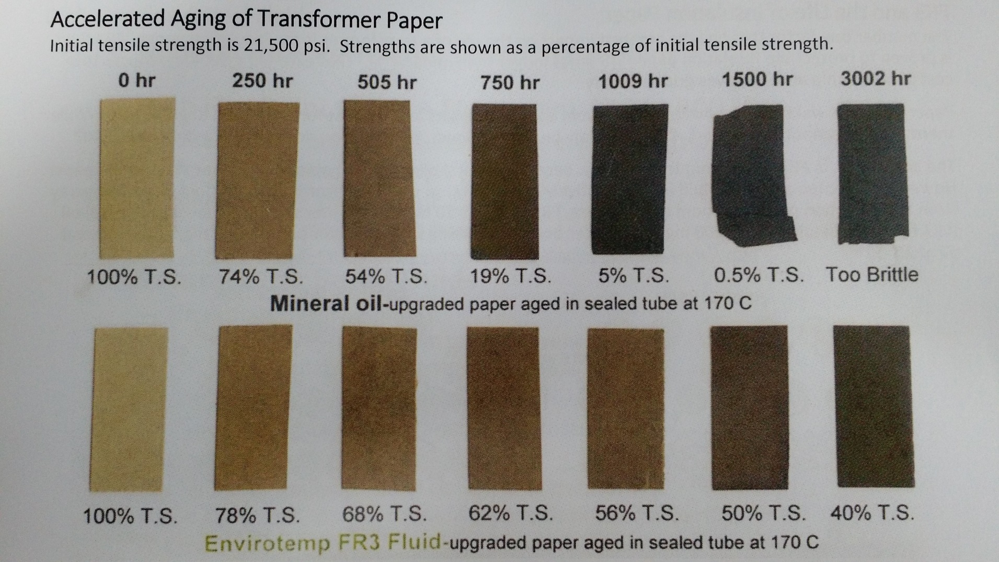 Accelerated Aging of Transformer Paper
Initial tensile strength is 21,500 psi. Strengths are shown as a percentage of initial tensile strength.
0 hr 250 hr 505 hr 750 hr 1009 hr 1500 hr 3002 hr
100% T.S. 74% T.S. 54% T.S. 19% T.S. 5% T.S. 0.5% T.S. Too Brittle
Mineral oil-upgraded paper aged in sealed tube at 170 C
100% T.S. 78% T.S. 68% T.S. 62% T.S. 56% T.S. 50% T.S. 40% T.S.
Envirotemp FR3 Fluid-upgraded paper aged in sealed tube at 170 C